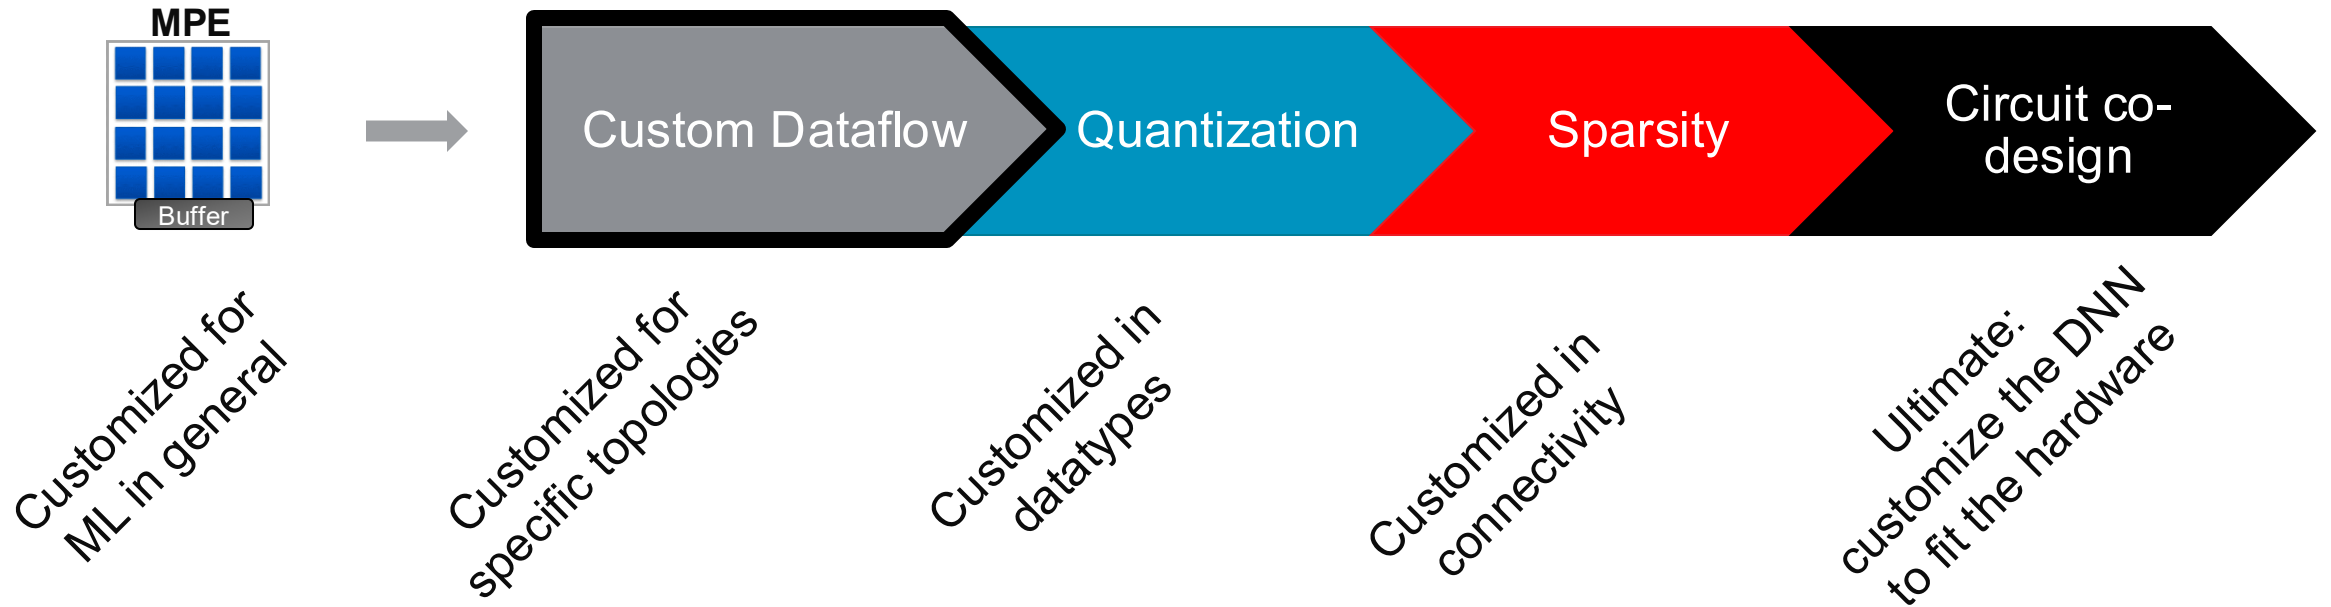 MPE
Buffer
Custom Dataflow
Quantization
Sparsity
Circuit co-
design
Customized for
ML in general
Customized for
specific topologies
Customized in
datatypes
Customized in
connectivity
Ultimate:
customize the DNN
to fit the hardware